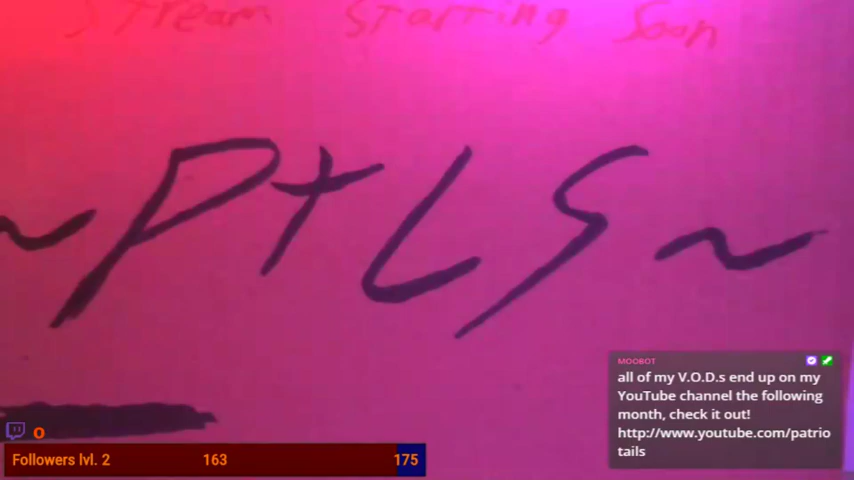 Stream Starting Soon
~PtLS~
MOOBOT
all of my V.O.D.s end up on my
YouTube channel the following
month, check it out!
http://www.youtube.com/patrio
tails
0
Followers lvl. 2 163 175